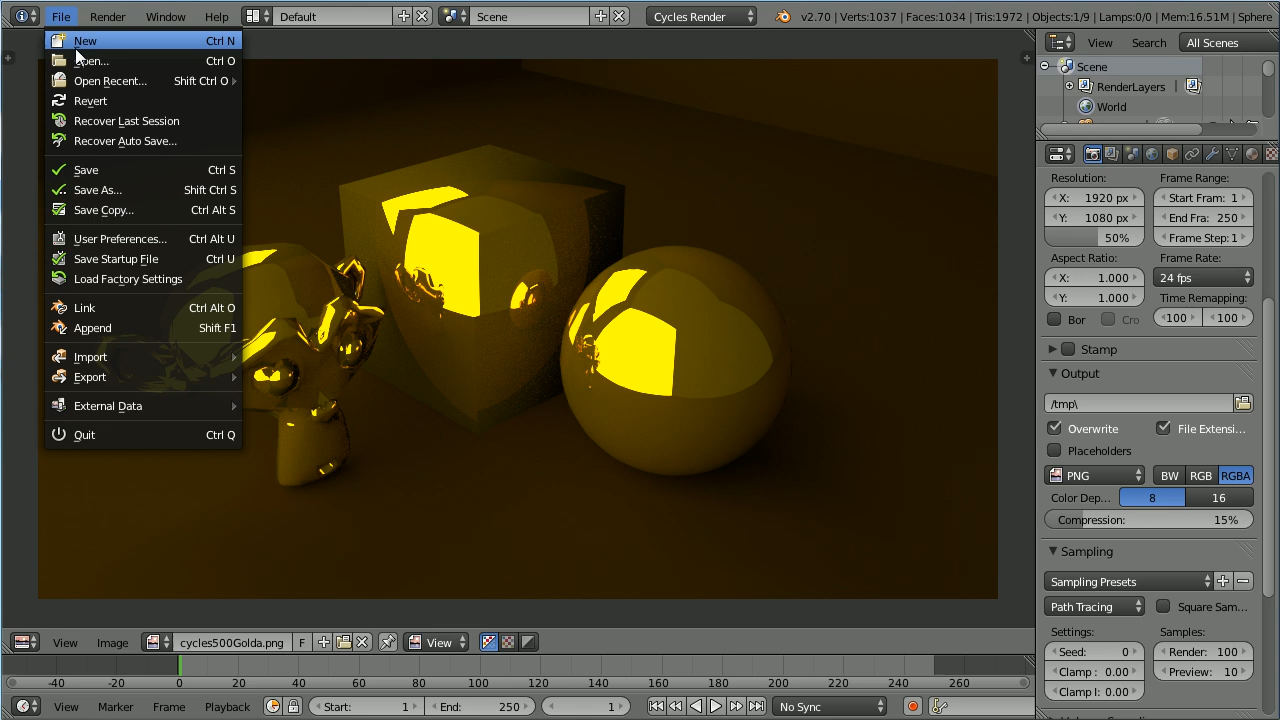 File Render Window Help Default Scene Cycles Render v2.70 | Verts:1037 | Faces:1034 | Tris:1972 | Objects:1/9 | Lamps:0/0 | Mem:16.51M | Sphere
New Ctrl N
Open... Ctrl O
Open Recent... Shift Ctrl O
Revert
Recover Last Session
Recover Auto Save...
Save Ctrl S
Save As... Shift Ctrl S
Save Copy... Ctrl Alt S
User Preferences... Ctrl Alt U
Save Startup File Ctrl U
Load Factory Settings
Link Ctrl Alt O
Append Shift F1
Import
Export
External Data
Quit Ctrl Q
View Search All Scenes
Scene
RenderLayers
World
Resolution: Frame Range:
X: 1920 px Start Fram: 1
Y: 1080 px End Fra: 250
50% Frame Step: 1
Aspect Ratio: Frame Rate:
X: 1.000 24 fps
Y: 1.000 Time Remapping:
Bor Cro 100 100
Stamp
Output
/tmp\
Overwrite File Extensi...
Placeholders
PNG BW RGB RGBA
Color Dep... 8 16
Compression: 15%
Sampling
Sampling Presets
Path Tracing Square Sam...
Settings: Samples:
Seed: 0 Render: 100
Clamp : 0.00 Preview: 10
Clamp I: 0.00
View Image cycles500Golda.png F View
-40 -20 0 20 40 60 80 100 120 140 160 180 200 220 240 260
View Marker Frame Playback Start: 1 End: 250 1 No Sync